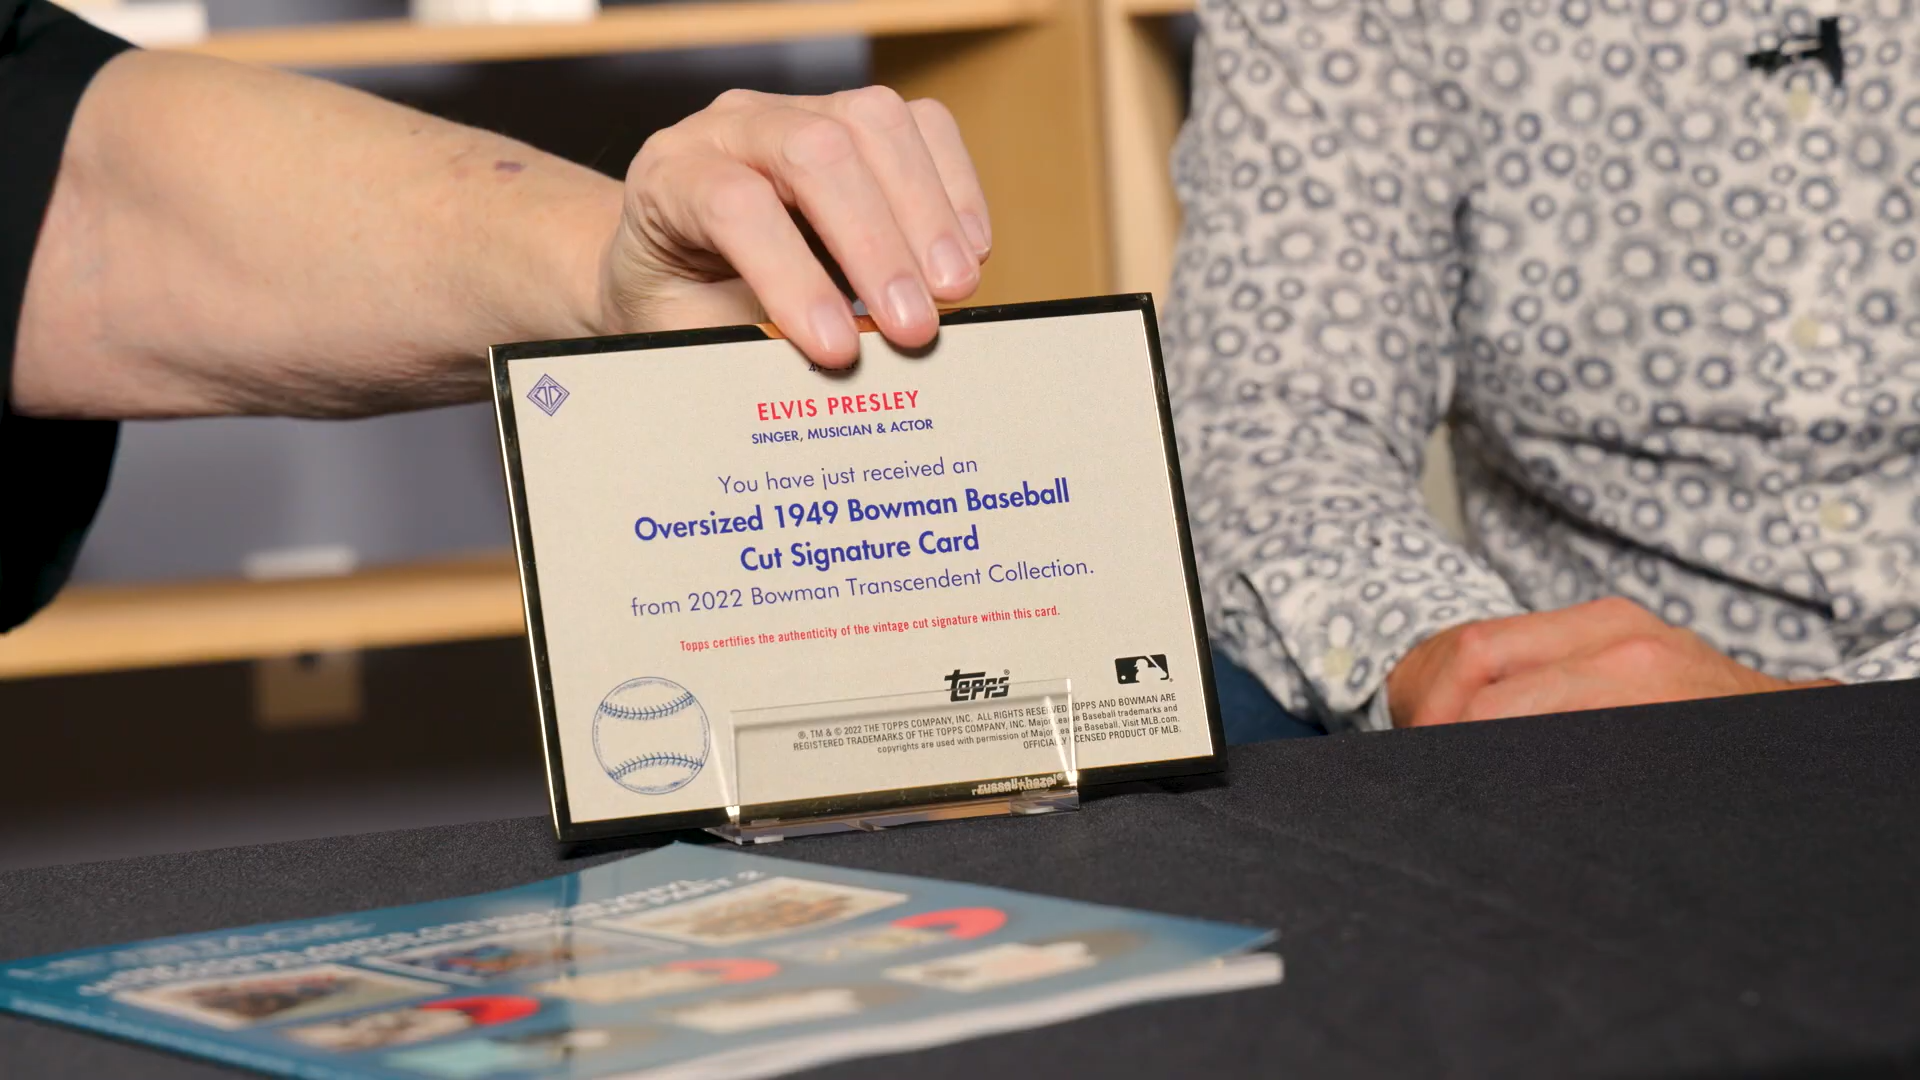 ELVIS PRESLEY
SINGER, MUSICIAN & ACTOR
You have just received an
Oversized 1949 Bowman Baseball
Cut Signature Card
from 2022 Bowman Transcendent Collection.
Topps certifies the authenticity of the vintage cut signature within this card.
Topps
®, TM & © 2022 THE TOPPS COMPANY, INC. ALL RIGHTS RESERVED TOPPS AND BOWMAN ARE
REGISTERED TRADEMARKS OF THE TOPPS COMPANY, INC. Major League Baseball trademarks and
copyrights are used with permission of Major League Baseball. Visit MLB.com.
OFFICIALLY LICENSED PRODUCT OF MLB.
russell+hazel®